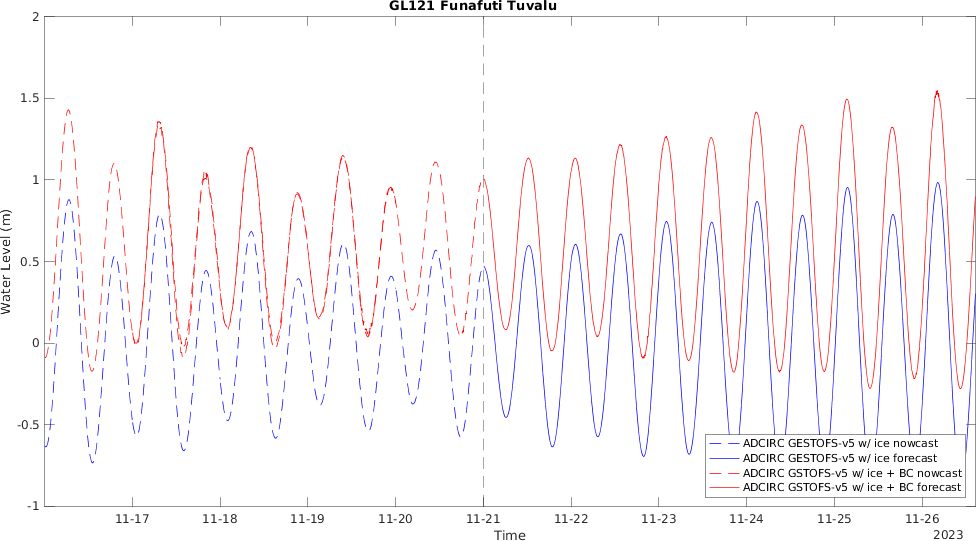 GL121 Funafuti Tuvalu
Water Level (m)
2
1.5
1
0.5
0
-0.5
-1
11-17
11-18
11-19
11-20
11-21
11-22
11-23
11-24
11-25
11-26
Time
2023
ADCIRC GESTOFS-v5 w/ ice nowcast
ADCIRC GESTOFS-v5 w/ ice forecast
ADCIRC GSTOFS-v5 w/ ice + BC nowcast
ADCIRC GSTOFS-v5 w/ ice + BC forecast